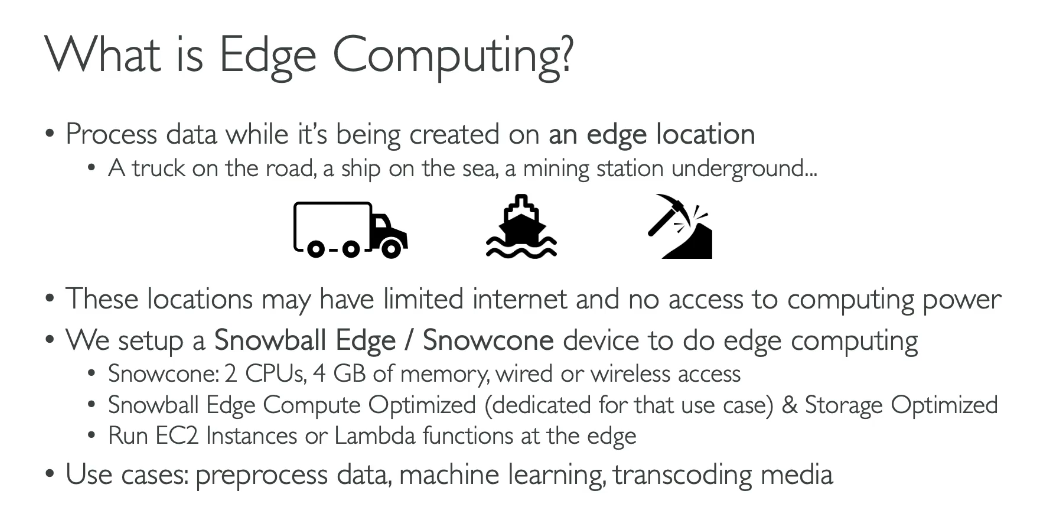 What is Edge Computing?
• Process data while it's being created on an edge location
• A truck on the road, a ship on the sea, a mining station underground...
• These locations may have limited internet and no access to computing power
• We setup a Snowball Edge / Snowcone device to do edge computing
• Snowcone: 2 CPUs, 4 GB of memory, wired or wireless access
• Snowball Edge Compute Optimized (dedicated for that use case) & Storage Optimized
• Run EC2 Instances or Lambda functions at the edge
• Use cases: preprocess data, machine learning, transcoding media